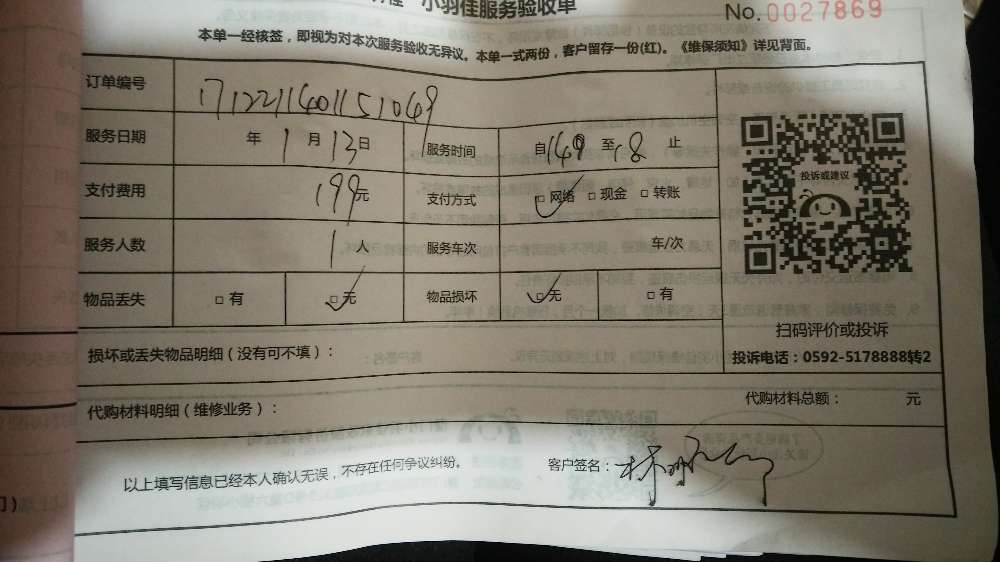 小羽佳服务验收单
No.0027869
本单一经核签，即视为对本次服务验收无异议。本单一式两份，客户留存一份(红)。《维保须知》详见背面。
订单编号 1712211401151049
服务日期 年 1 月 13 日 服务时间 自 至 止
支付费用 199 元 支付方式 □ 网络 □ 现金 □ 转账
服务人数 1 人 服务车次 车/次
物品丢失 □ 有 □ 无 物品损坏 □ 无 □ 有
投诉或建议
扫码评价或投诉
投诉电话：0592-5178888转2
损坏或丢失物品明细（没有可不填）：
代购材料明细（维修业务）： 代购材料总额： 元
以上填写信息已经本人确认无误，不存在任何争议纠纷。 客户签名：